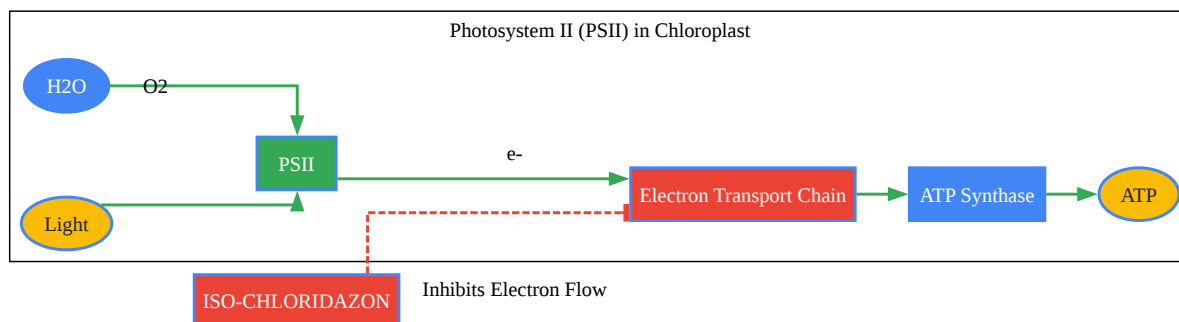 Photosystem II (PSII) in Chloroplast
H2O
O2
PSII
e-
Light
Electron Transport Chain
ATP Synthase
ATP
ISO-CHLORIDAZON
Inhibits Electron Flow